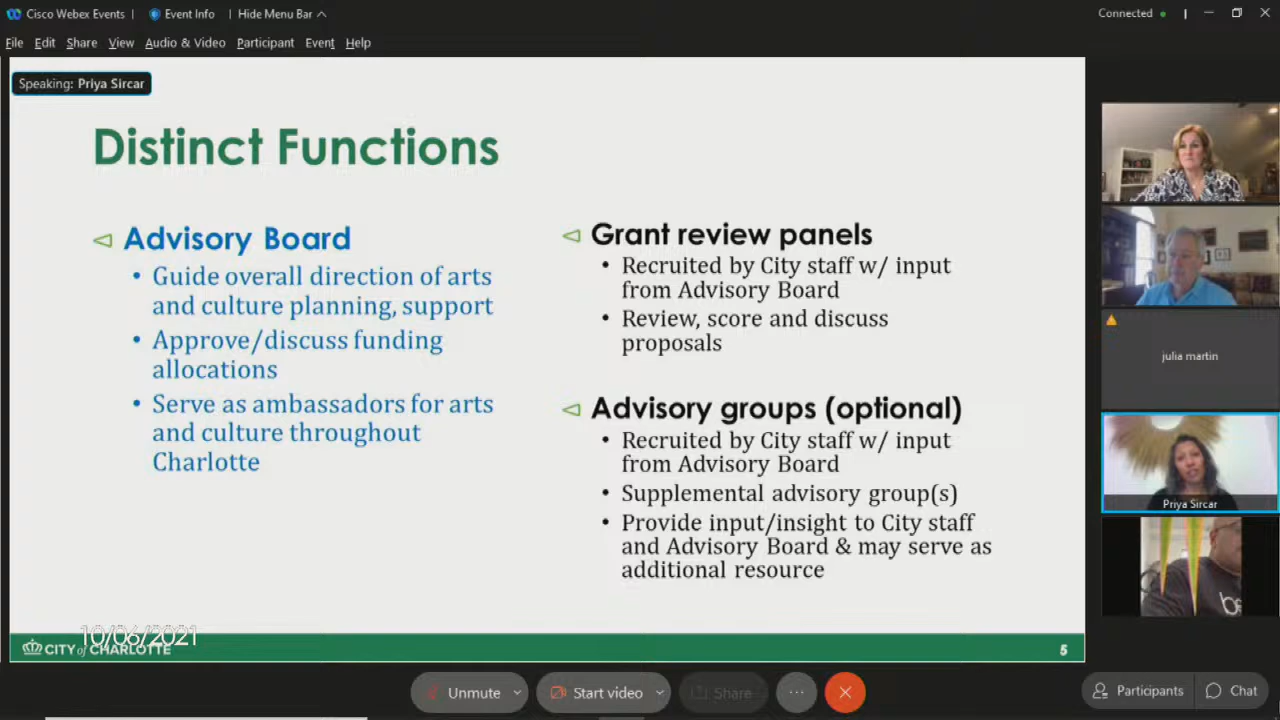 Cisco Webex Events | Event Info | Hide Menu Bar
Connected
File Edit Share View Audio & Video Participant Event Help
Speaking: Priya Sircar
Distinct Functions
Advisory Board
• Guide overall direction of arts
and culture planning, support
• Approve/discuss funding
allocations
• Serve as ambassadors for arts
and culture throughout
Charlotte
Grant review panels
• Recruited by City staff w/ input
from Advisory Board
• Review, score and discuss
proposals
Advisory groups (optional)
• Recruited by City staff w/ input
from Advisory Board
• Supplemental advisory group(s)
• Provide input/insight to City staff
and Advisory Board & may serve as
additional resource
julia martin
Priya Sircar
be
10/06/2021
CITY of CHARLOTTE
5
Unmute Start video Share ... Participants Chat